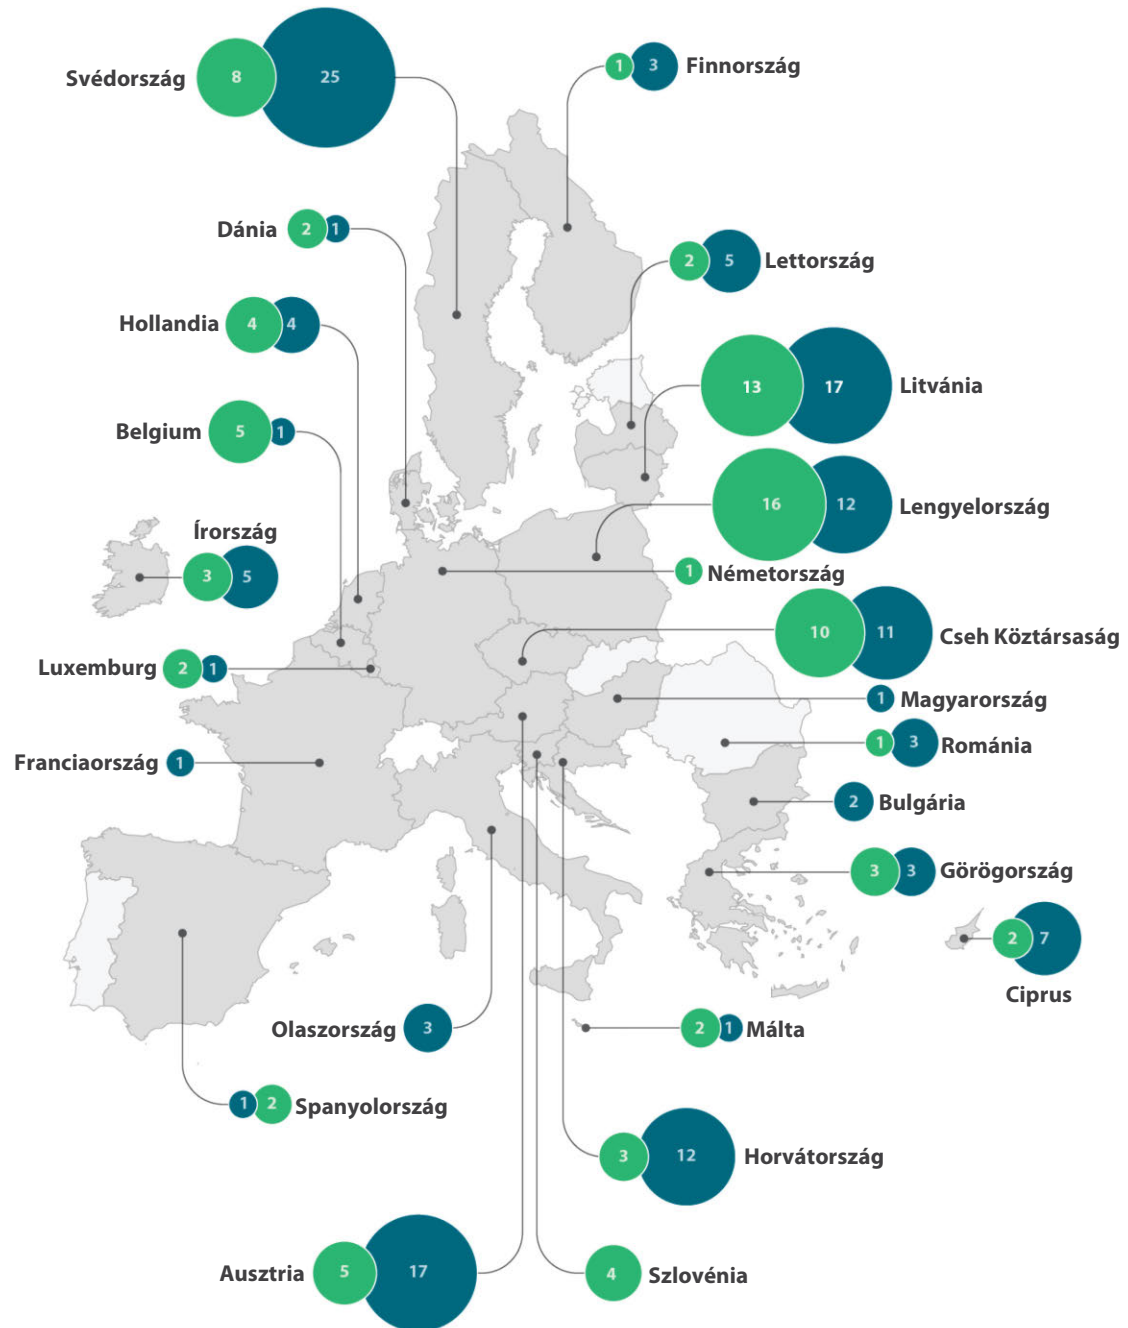 Svédország
8
25
1
3
Finnország
Dánia
2
1
2
5
Lettország
Hollandia
4
4
13
17
Litvánia
Belgium
5
1
16
12
Lengyelország
Írország
3
5
1
Németország
10
11
Cseh Köztársaság
Luxemburg
2
1
1
Magyarország
1
3
Románia
Franciaország
1
2
Bulgária
3
3
Görögország
2
7
Ciprus
Olaszország
3
2
1
Málta
1
2
Spanyolország
3
12
Horvátország
Ausztria
5
17
4
Szlovénia